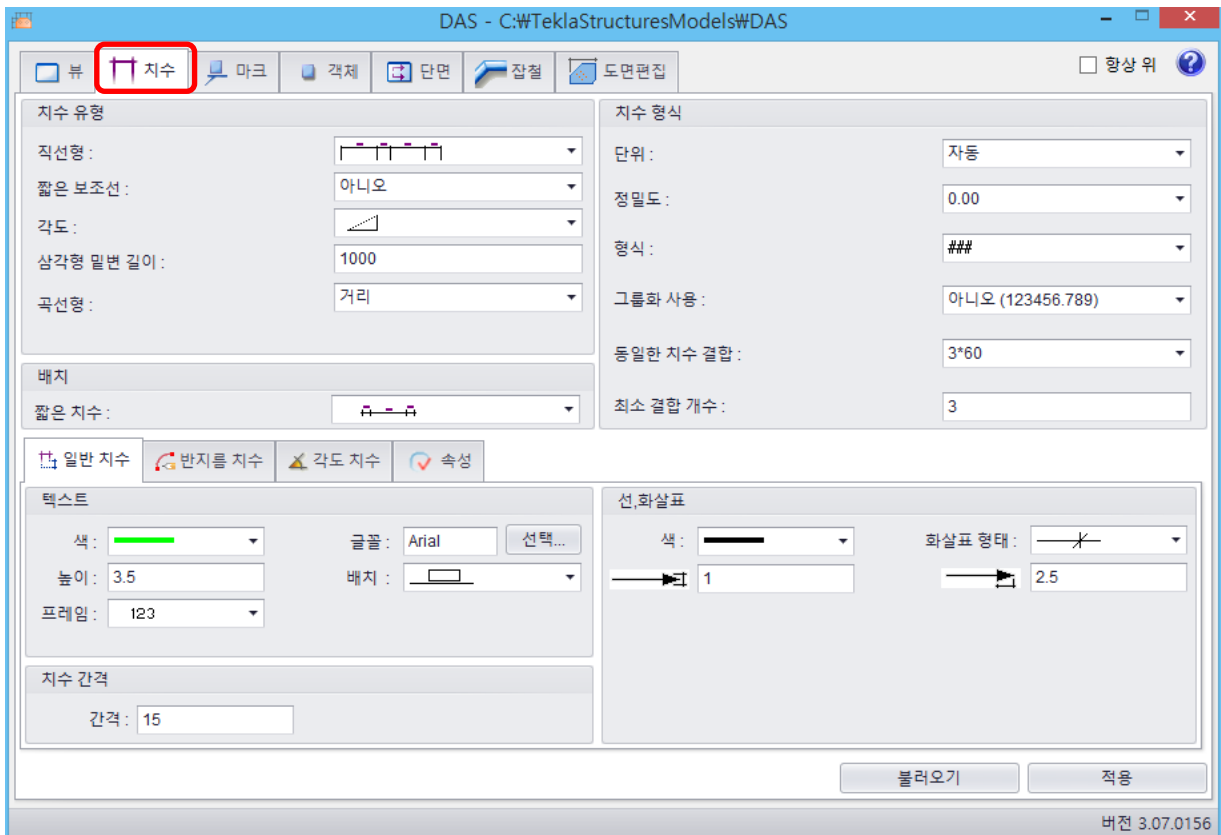 DAS - C:₩TeklaStructuresModels₩DAS
뷰 치수 마크 객체 단면 잡철 도면편집 항상 위 ?
치수 유형
직선형 :
짧은 보조선 : 아니오
각도 :
삼각형 밑변 길이 : 1000
곡선형 : 거리
배치
짧은 치수 :
치수 형식
단위 : 자동
정밀도 : 0.00
형식 : ###
그룹화 사용 : 아니오 (123456.789)
동일한 치수 결합 : 3*60
최소 결합 개수 : 3
일반 치수 반지름 치수 각도 치수 속성
텍스트
색 : 글꼴 : Arial 선택...
높이 : 3.5 배치 :
프레임 : 123
치수 간격
간격 : 15
선,화살표
색 : 화살표 형태 :
1 2.5
불러오기 적용
버전 3.07.0156